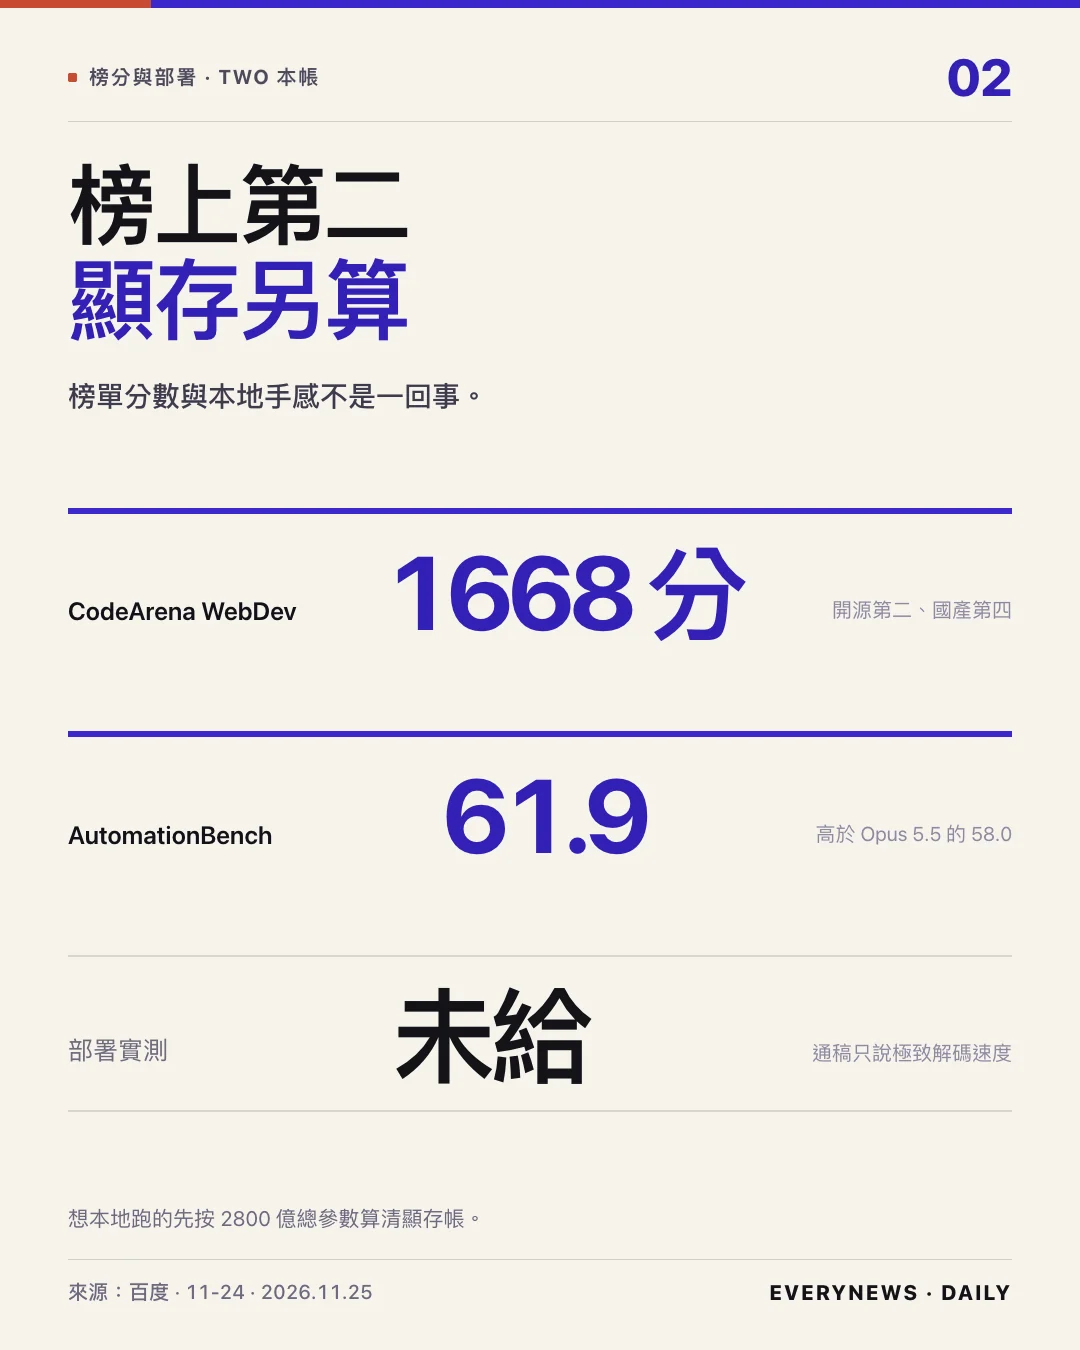 榜分與部署 · TWO 本帳
02
榜上第二
顯存另算
榜單分數與本地手感不是一回事。
CodeArena WebDev
1668 分
開源第二、國產第四
AutomationBench
61.9
高於 Opus 5.5 的 58.0
部署實測
未給
通稿只說極致解碼速度
想本地跑的先按 2800 億總參數算清顯存帳。
來源：百度 · 11-24 · 2026.11.25
EVERYNEWS · DAILY